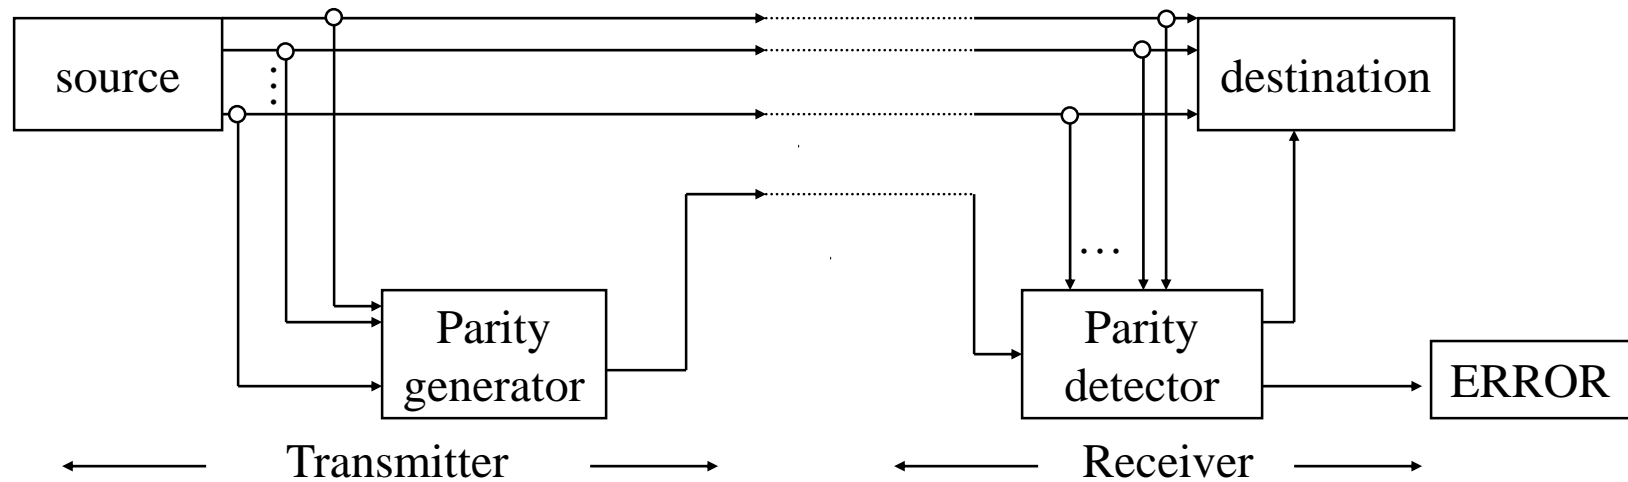 source
destination
Parity
generator
Parity
detector
ERROR
Transmitter
Receiver